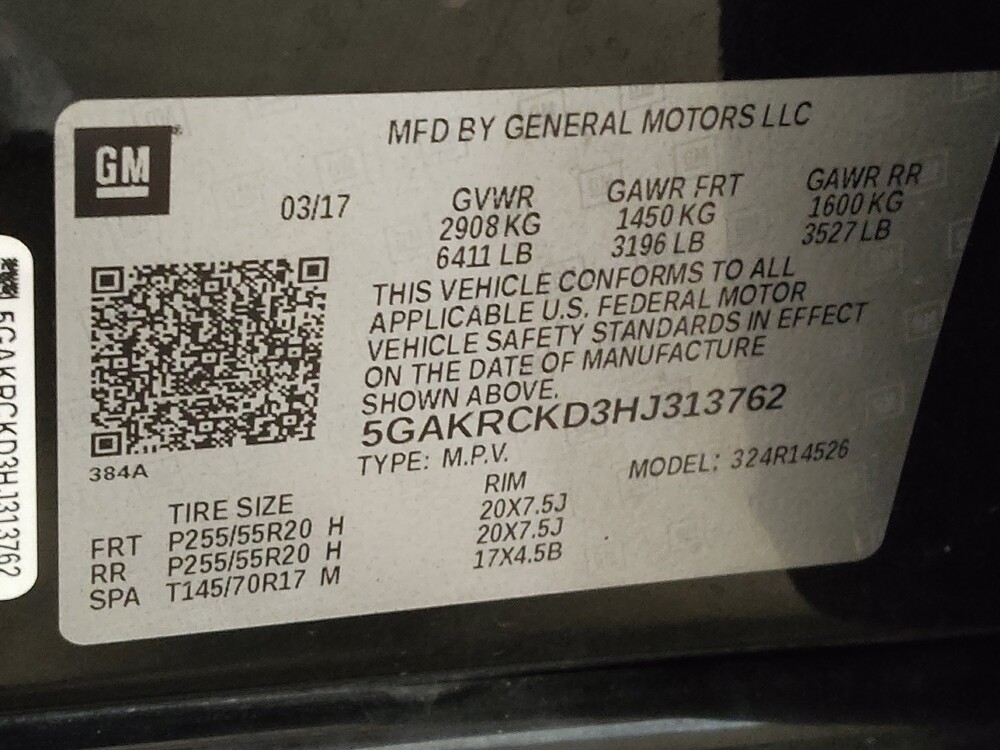 GM
MFD BY GENERAL MOTORS LLC
03/17
GVWR GAWR FRT GAWR RR
2908 KG 1450 KG 1600 KG
6411 LB 3196 LB 3527 LB
THIS VEHICLE CONFORMS TO ALL
APPLICABLE U.S. FEDERAL MOTOR
VEHICLE SAFETY STANDARDS IN EFFECT
ON THE DATE OF MANUFACTURE
SHOWN ABOVE.
5GAKRCKD3HJ313762
TYPE: M.P.V. MODEL: 324R14526
384A
TIRE SIZE RIM
FRT P255/55R20 H 20X7.5J
RR P255/55R20 H 20X7.5J
SPA T145/70R17 M 17X4.5B
5GAKRCKD3HJ313762